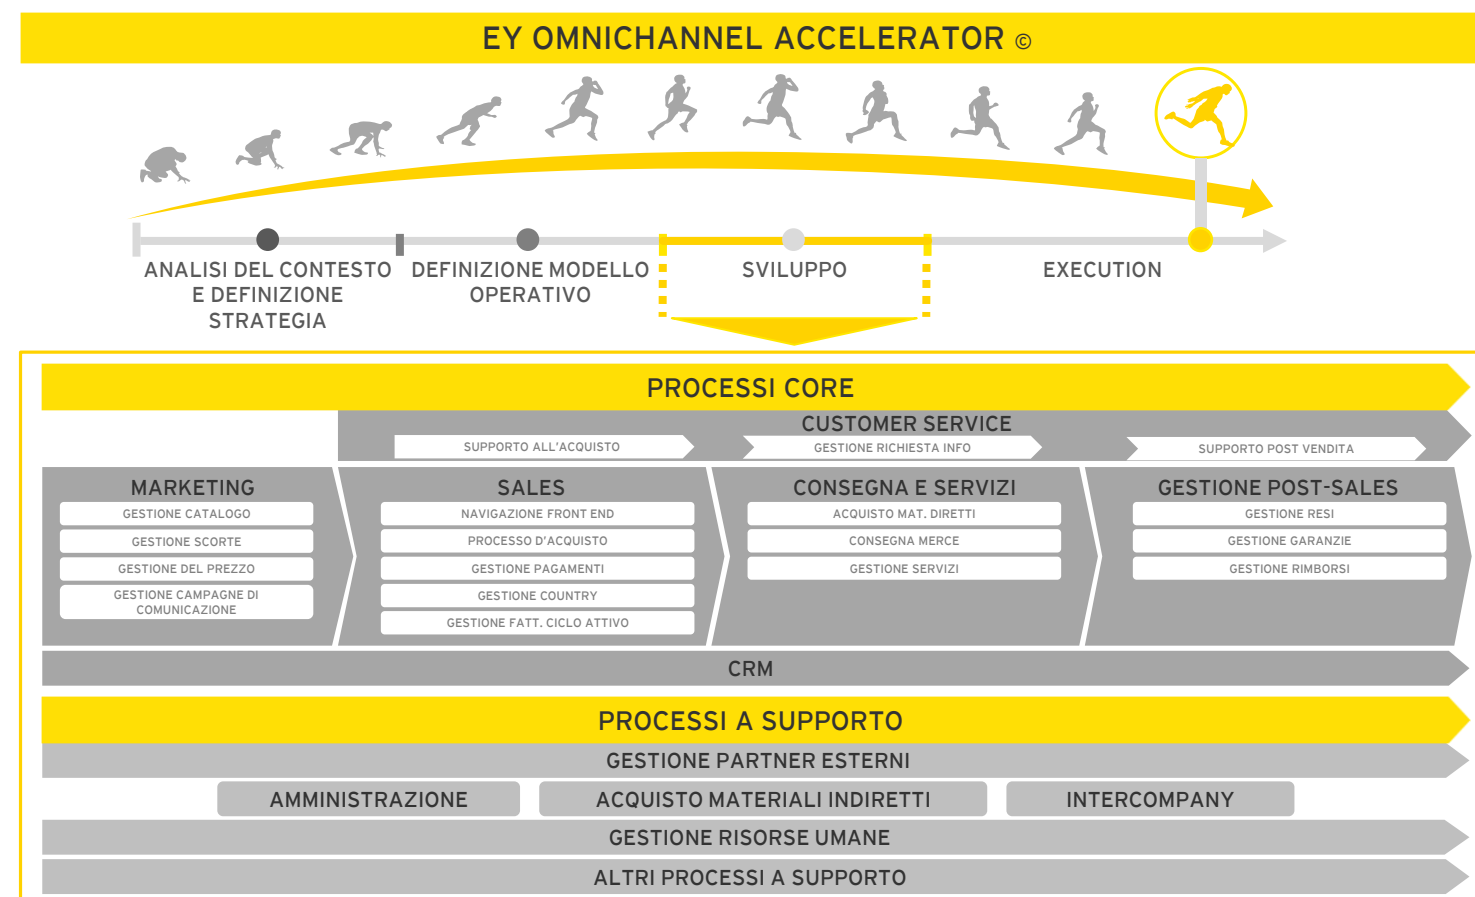 EY OMNICHANNEL ACCELERATOR ©
ANALISI DEL CONTESTO
E DEFINIZIONE
STRATEGIA
DEFINIZIONE MODELLO
OPERATIVO
SVILUPPO
EXECUTION
PROCESSI CORE
CUSTOMER SERVICE
SUPPORTO ALL'ACQUISTO
GESTIONE RICHIESTA INFO
SUPPORTO POST VENDITA
MARKETING
GESTIONE CATALOGO
GESTIONE SCORTE
GESTIONE DEL PREZZO
GESTIONE CAMPAGNE DI
COMUNICAZIONE
SALES
NAVIGAZIONE FRONT END
PROCESSO D'ACQUISTO
GESTIONE PAGAMENTI
GESTIONE COUNTRY
GESTIONE FATT. CICLO ATTIVO
CONSEGNA E SERVIZI
ACQUISTO MAT. DIRETTI
CONSEGNA MERCE
GESTIONE SERVIZI
GESTIONE POST-SALES
GESTIONE RESI
GESTIONE GARANZIE
GESTIONE RIMBORSI
CRM
PROCESSI A SUPPORTO
GESTIONE PARTNER ESTERNI
AMMINISTRAZIONE
ACQUISTO MATERIALI INDIRETTI
INTERCOMPANY
GESTIONE RISORSE UMANE
ALTRI PROCESSI A SUPPORTO